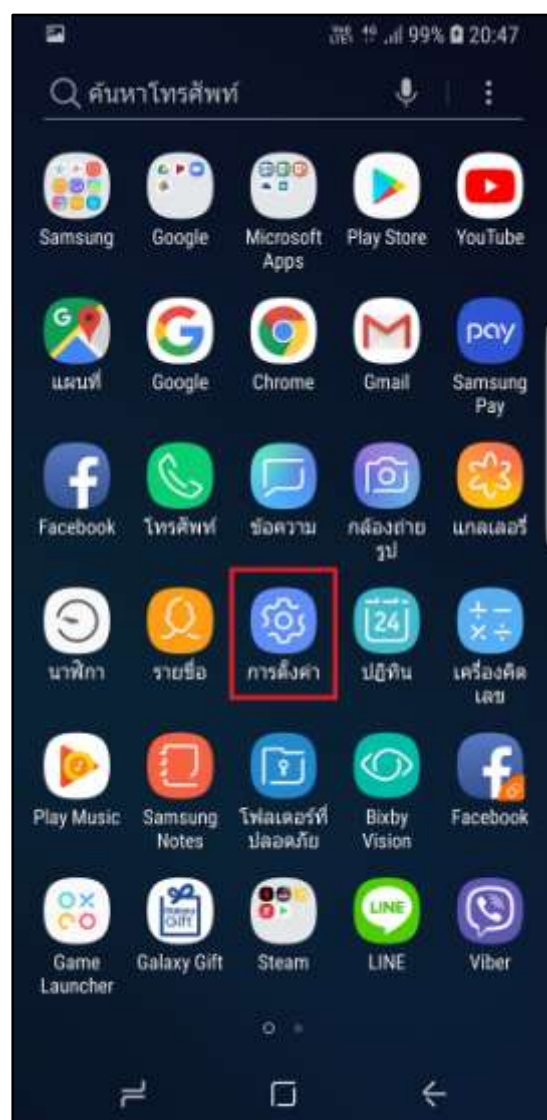 99% 20:47
ค้นหาโทรศัพท์
Samsung Google Microsoft Apps Play Store YouTube
แผนที่ Google Chrome Gmail Samsung Pay
pay
Facebook โทรศัพท์ ข้อความ กล้องถ่ายรูป แกลเลอรี่
24
นาฬิกา รายชื่อ การตั้งค่า ปฏิทิน เครื่องคิดเลข
Play Music Samsung Notes โฟลเดอร์ที่ปลอดภัย Bixby Vision Facebook
Galaxy Gift
LINE
Game Launcher Galaxy Gift Steam LINE Viber